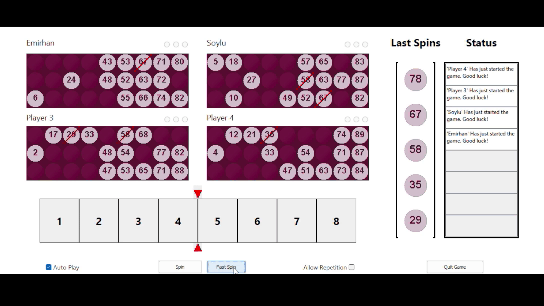 Emirhan
Soylu
Last Spins
Status
43 53 67 71 80
24 48 52 63 72
6 55 66 74 82
5 18 57 65 83
27 58 63 77 87
10 49 52 67 82
17 29 33 58 68
2 48 54 77 82
47 53 65 71 88
12 21 35 74 89
4 33 54 71 87
47 51 63 73 84
78
67
58
35
29
'Player 4' Has just started the
game. Good luck!
'Player 3' Has just started the
game. Good luck!
'Soylu' Has just started the
game. Good luck!
'Emirhan' Has just started the
game. Good luck!
Player 3
Player 4
1 2 3 4 5 6 7 8
Auto Play
Spin
Fast Spin
Allow Repetition
Quit Game